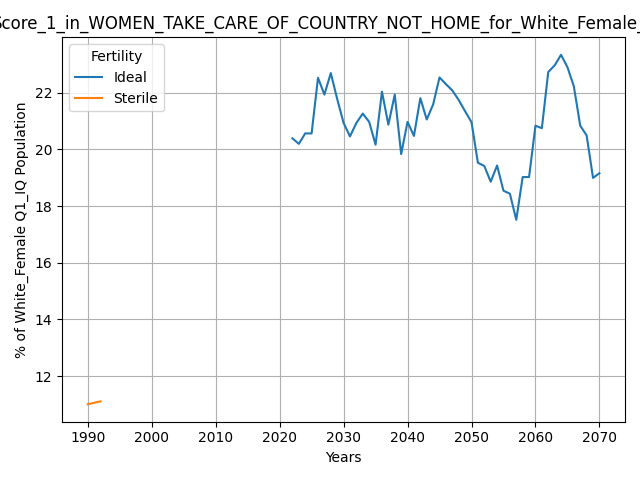 Score_1_in_WOMEN_TAKE_CARE_OF_COUNTRY_NOT_HOME_for_White_Female_
Fertility
Ideal
Sterile
% of White_Female Q1_IQ Population
22
20
18
16
14
12
1990 2000 2010 2020 2030 2040 2050 2060 2070
Years